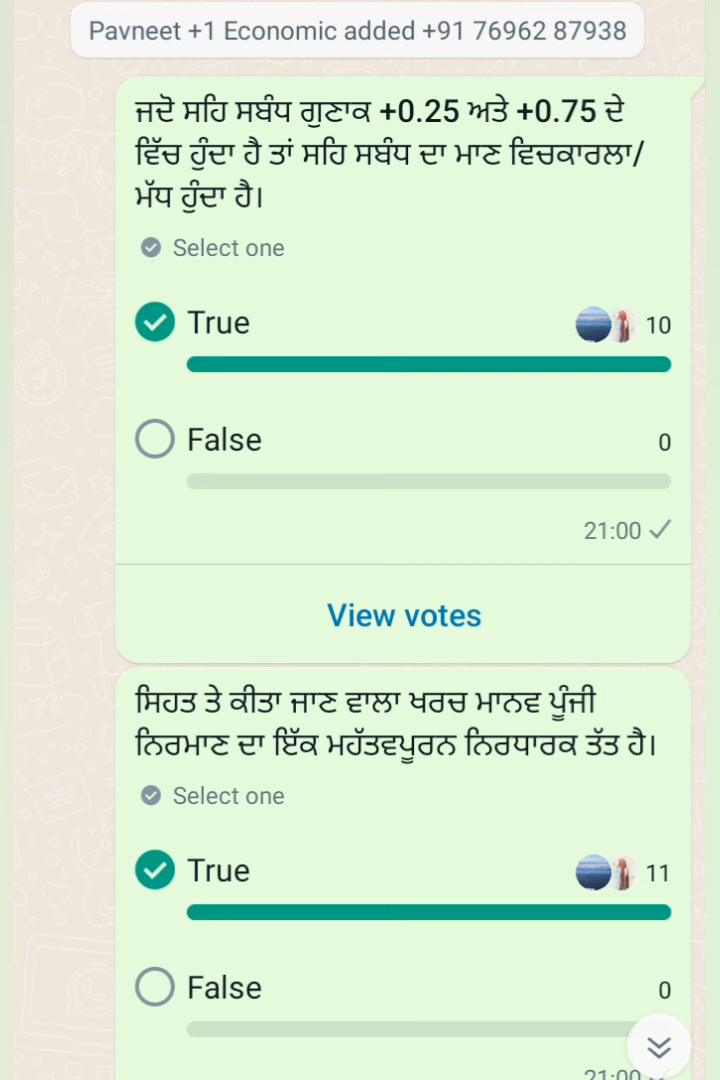 Pavneet +1 Economic added +91 76962 87938
ਜਦੋ ਸਹਿ ਸਬੰਧ ਗੁਣਾਕ +0.25 ਅਤੇ +0.75 ਦੇ
ਵਿੱਚ ਹੁੰਦਾ ਹੈ ਤਾਂ ਸਹਿ ਸਬੰਧ ਦਾ ਮਾਣ ਵਿਚਕਾਰਲਾ/
ਮੱਧ ਹੁੰਦਾ ਹੈ।
Select one
True 10
False 0
21:00
View votes
ਸਿਹਤ ਤੇ ਕੀਤਾ ਜਾਣ ਵਾਲਾ ਖਰਚ ਮਾਨਵ ਪੂੰਜੀ
ਨਿਰਮਾਣ ਦਾ ਇੱਕ ਮਹੱਤਵਪੂਰਨ ਨਿਰਧਾਰਕ ਤੱਤ ਹੈ।
Select one
True 11
False 0
21:00